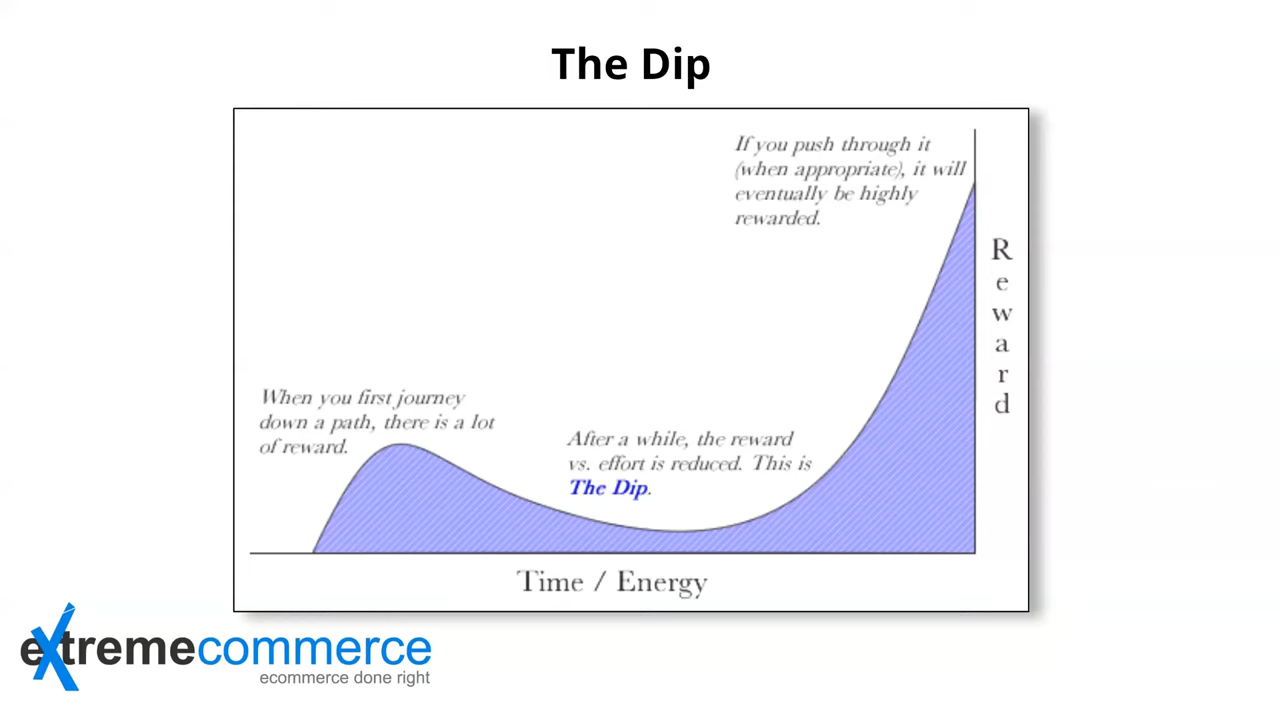 The Dip
If you push through it
(when appropriate), it will
eventually be highly
rewarded.
Reward
When you first journey
down a path, there is a lot
of reward.
After a while, the reward
vs. effort is reduced. This is
The Dip.
Time / Energy
extremecommerce
ecommerce done right